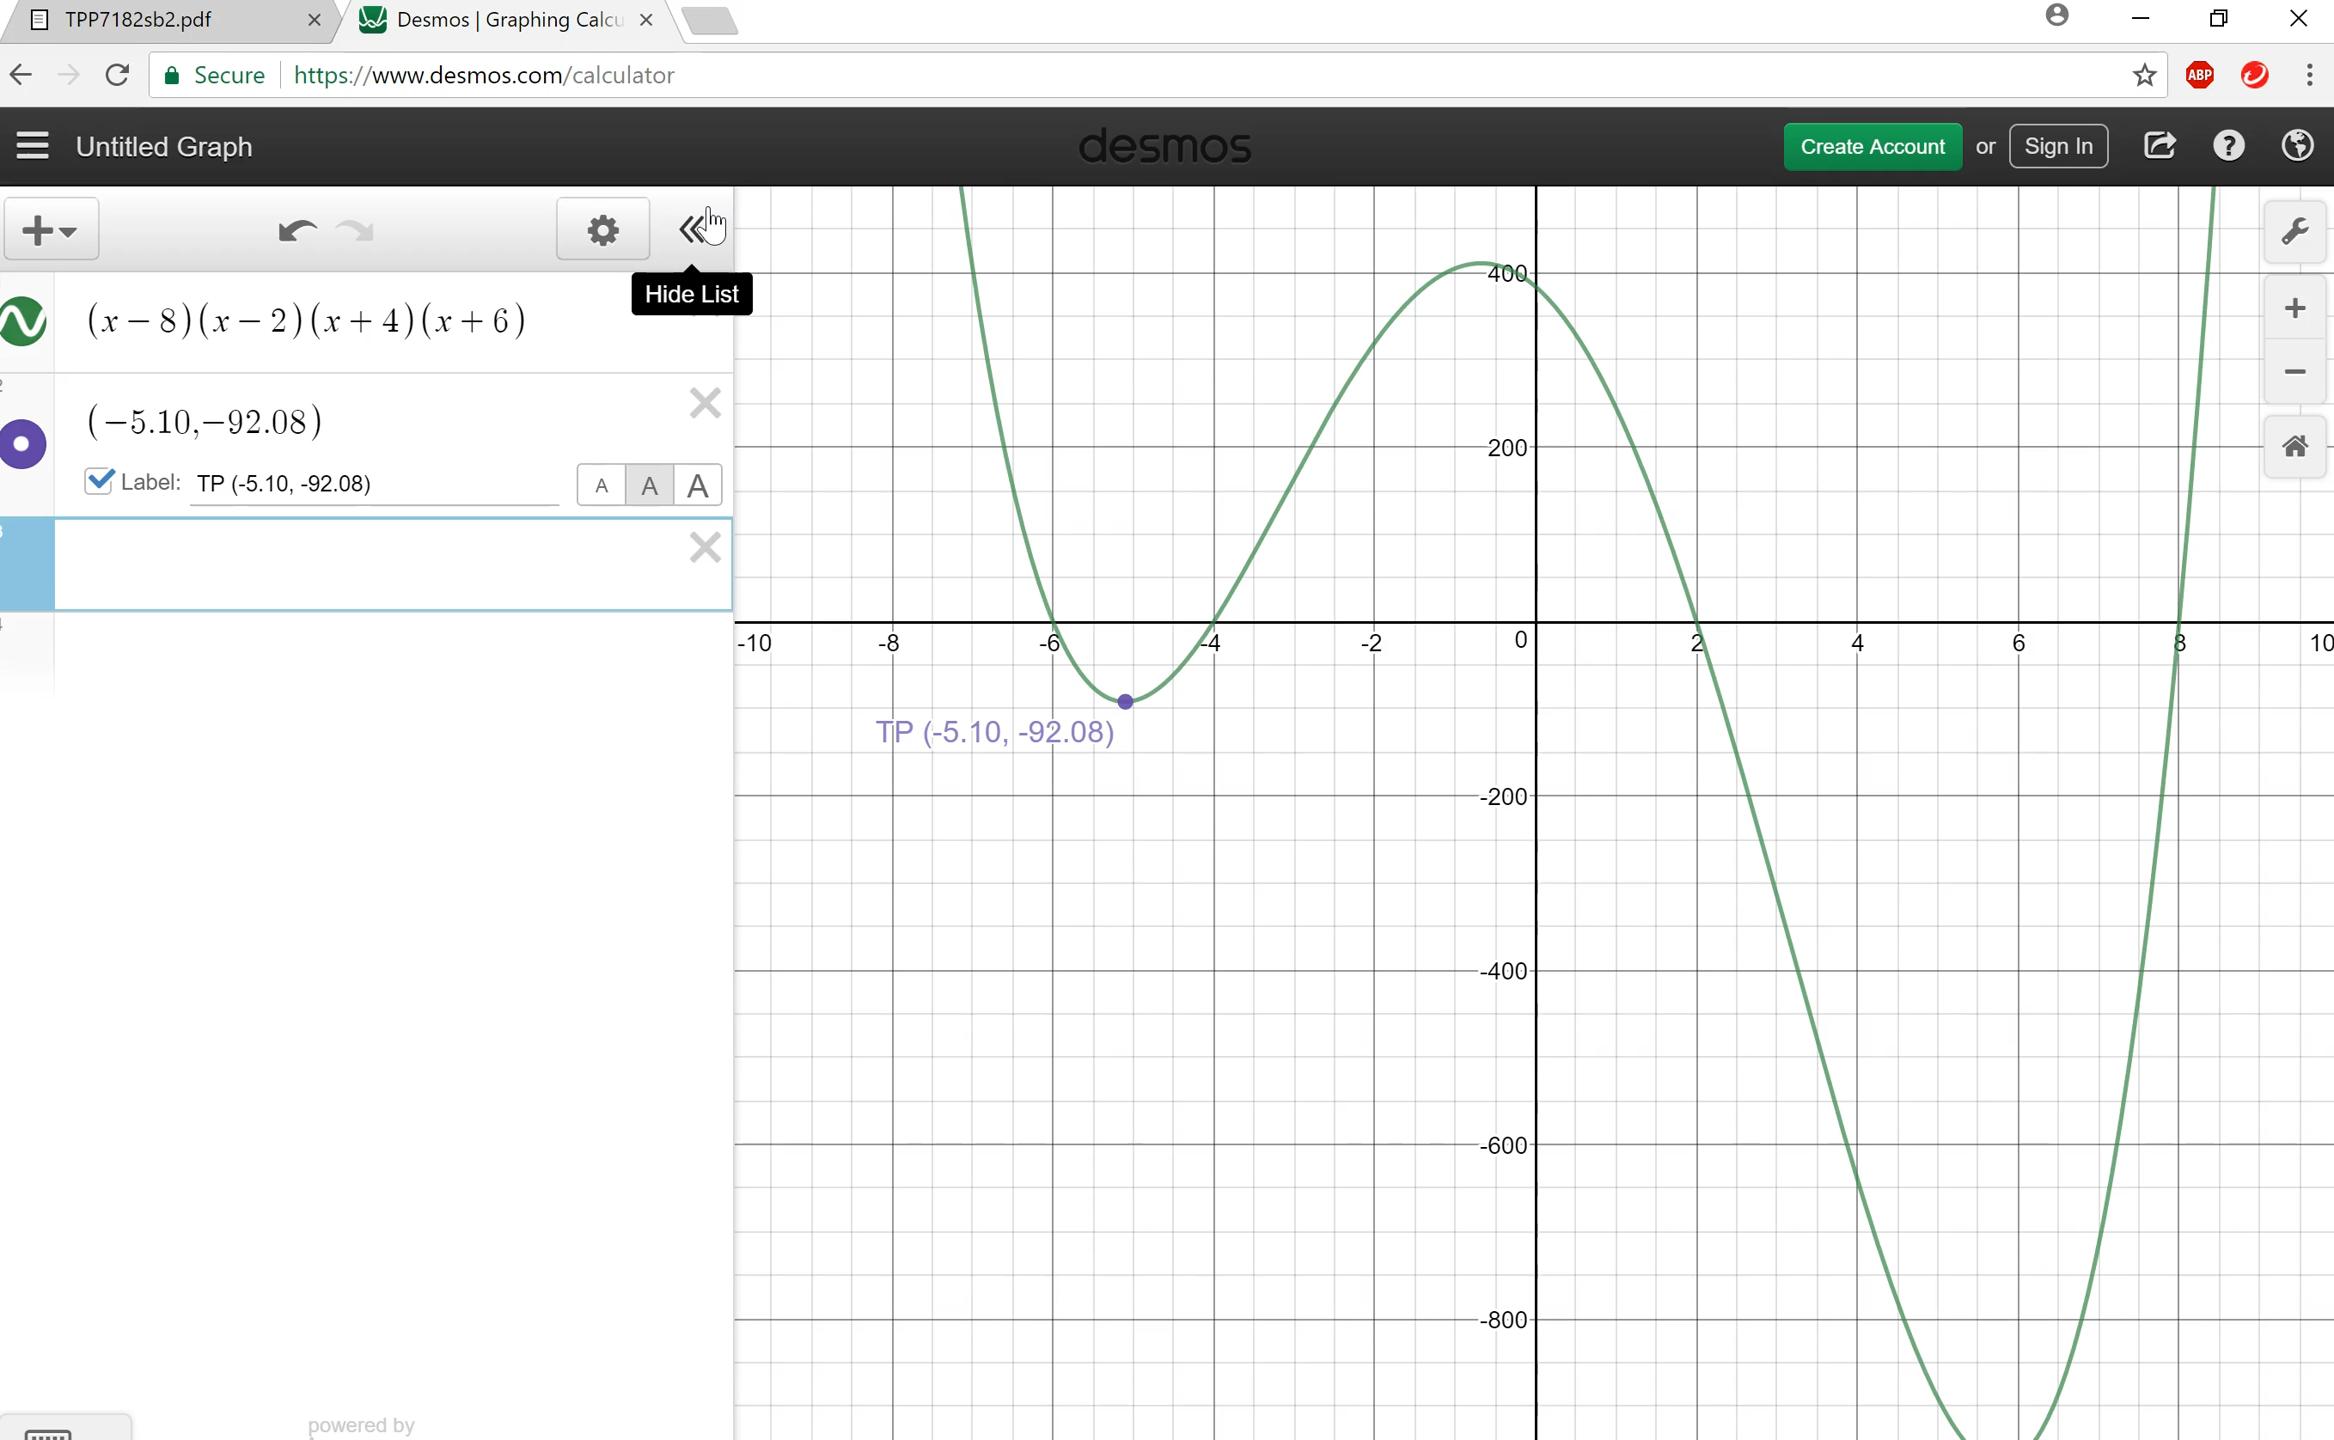 TPP7182sb2.pdf
Desmos | Graphing Calcu
Secure
https://www.desmos.com/calculator
ABP
Untitled Graph
desmos
Create Account or Sign In
?
Hide List
(x − 8)(x − 2)(x + 4)(x + 6)
2
(−5.10,−92.08)
Label: TP (-5.10, -92.08)
A A A
3
4
powered by
400
200
-10 -8 -6 -4 -2 0 2 4 6 8 10
TP (-5.10, -92.08)
-200
-400
-600
-800